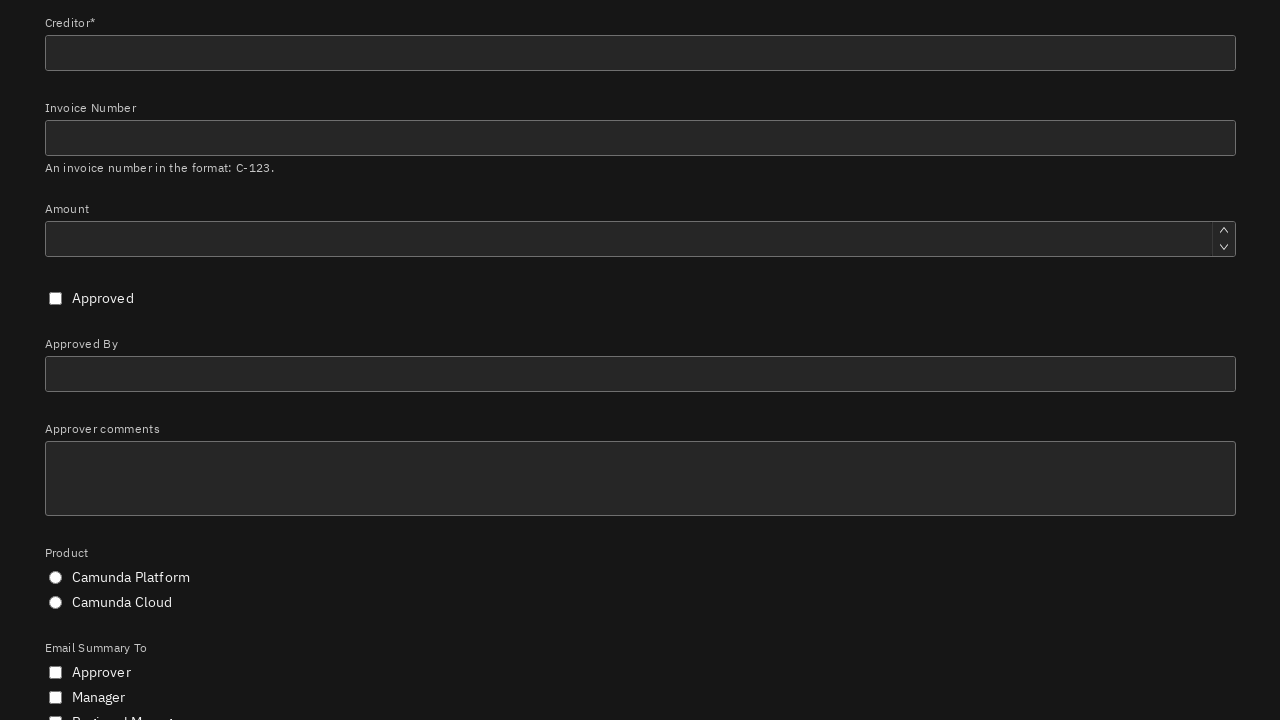 Creditor*
Invoice Number
An invoice number in the format: C-123.
Amount
Approved
Approved By
Approver comments
Product
Camunda Platform
Camunda Cloud
Email Summary To
Approver
Manager